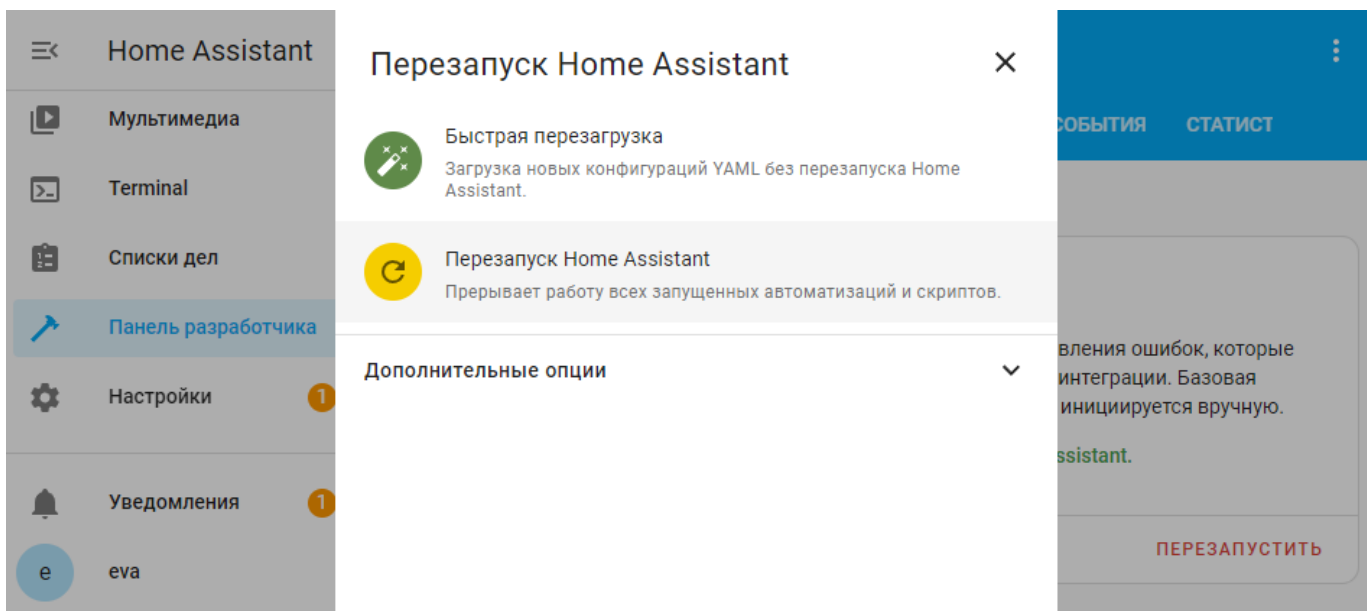 Home Assistant
Мультимедиа
Terminal
Списки дел
Панель разработчика
Настройки
1
Уведомления
1
e
eva
Перезапуск Home Assistant
Быстрая перезагрузка
Загрузка новых конфигураций YAML без перезапуска Home
Assistant.
Перезапуск Home Assistant
Прерывает работу всех запущенных автоматизаций и скриптов.
Дополнительные опции
СОБЫТИЯ СТАТИСТ
вления ошибок, которые
интеграции. Базовая
инициируется вручную.
ssistant.
ПЕРЕЗАПУСТИТЬ